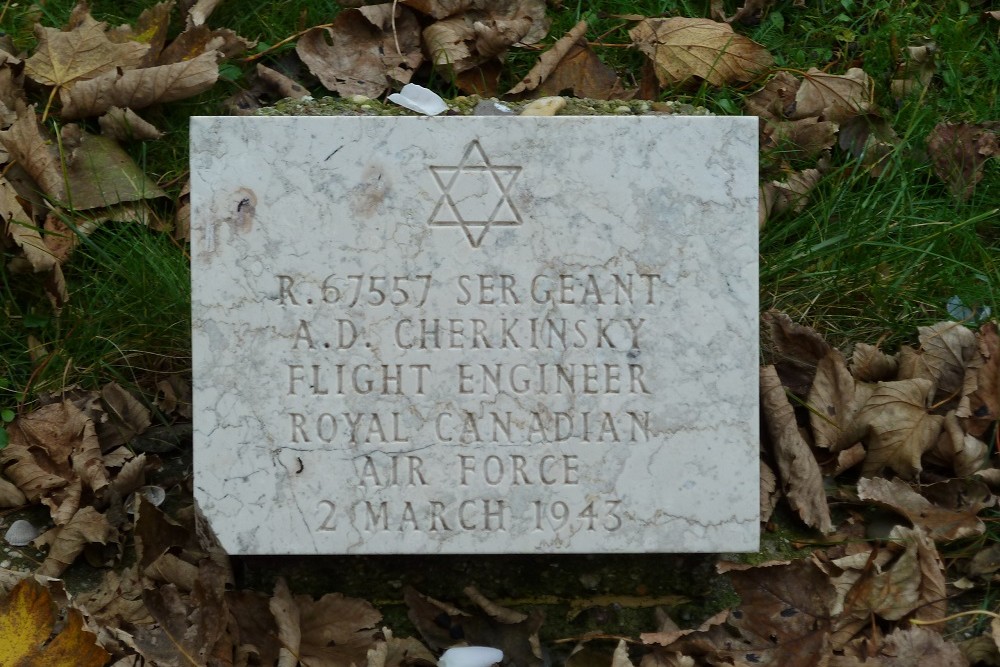 R.67557 SERGEANT
A.D. CHERKINSKY
FLIGHT ENGINEER
ROYAL CANADIAN
AIR FORCE
2 MARCH 1943